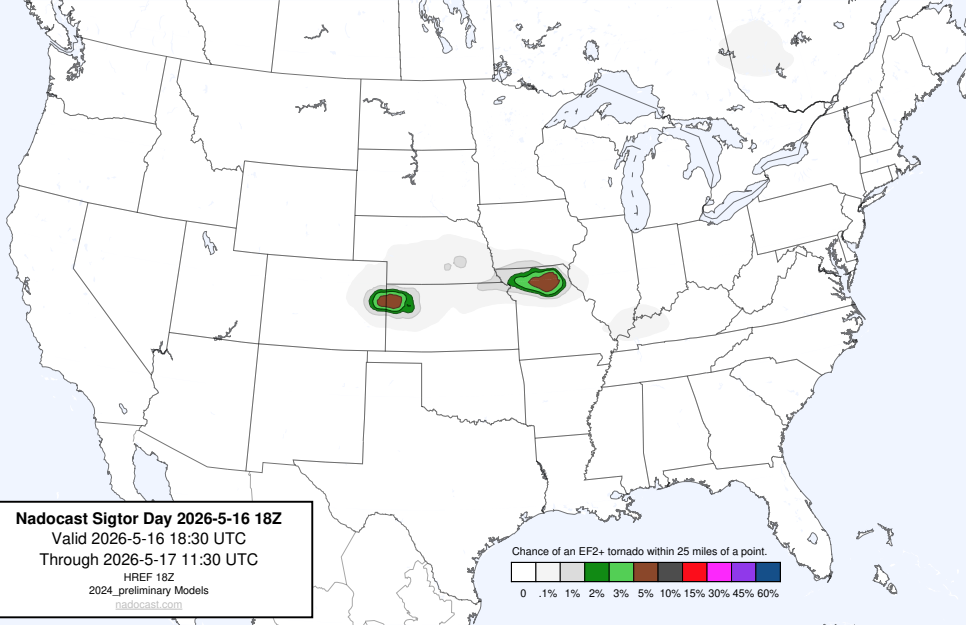 Nadocast Sigtor Day 2026-5-16 18Z
Valid 2026-5-16 18:30 UTC
Through 2026-5-17 11:30 UTC
HREF 18Z
2024_preliminary Models
nadocast.com
Chance of an EF2+ tornado within 25 miles of a point.
0 .1% 1% 2% 3% 5% 10% 15% 30% 45% 60%